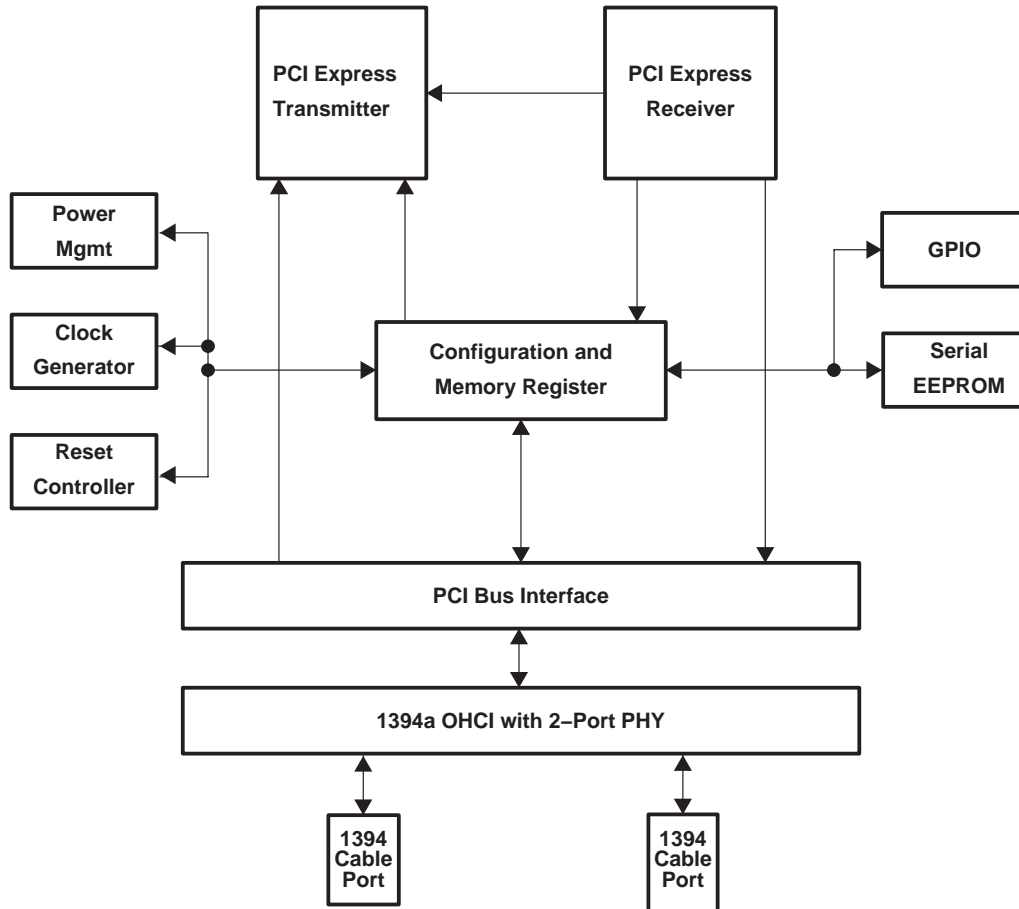 PCI Express
Transmitter
PCI Express
Receiver
Power
Mgmt
GPIO
Clock
Generator
Configuration and
Memory Register
Serial
EEPROM
Reset
Controller
PCI Bus Interface
1394a OHCI with 2−Port PHY
1394
Cable
Port
1394
Cable
Port